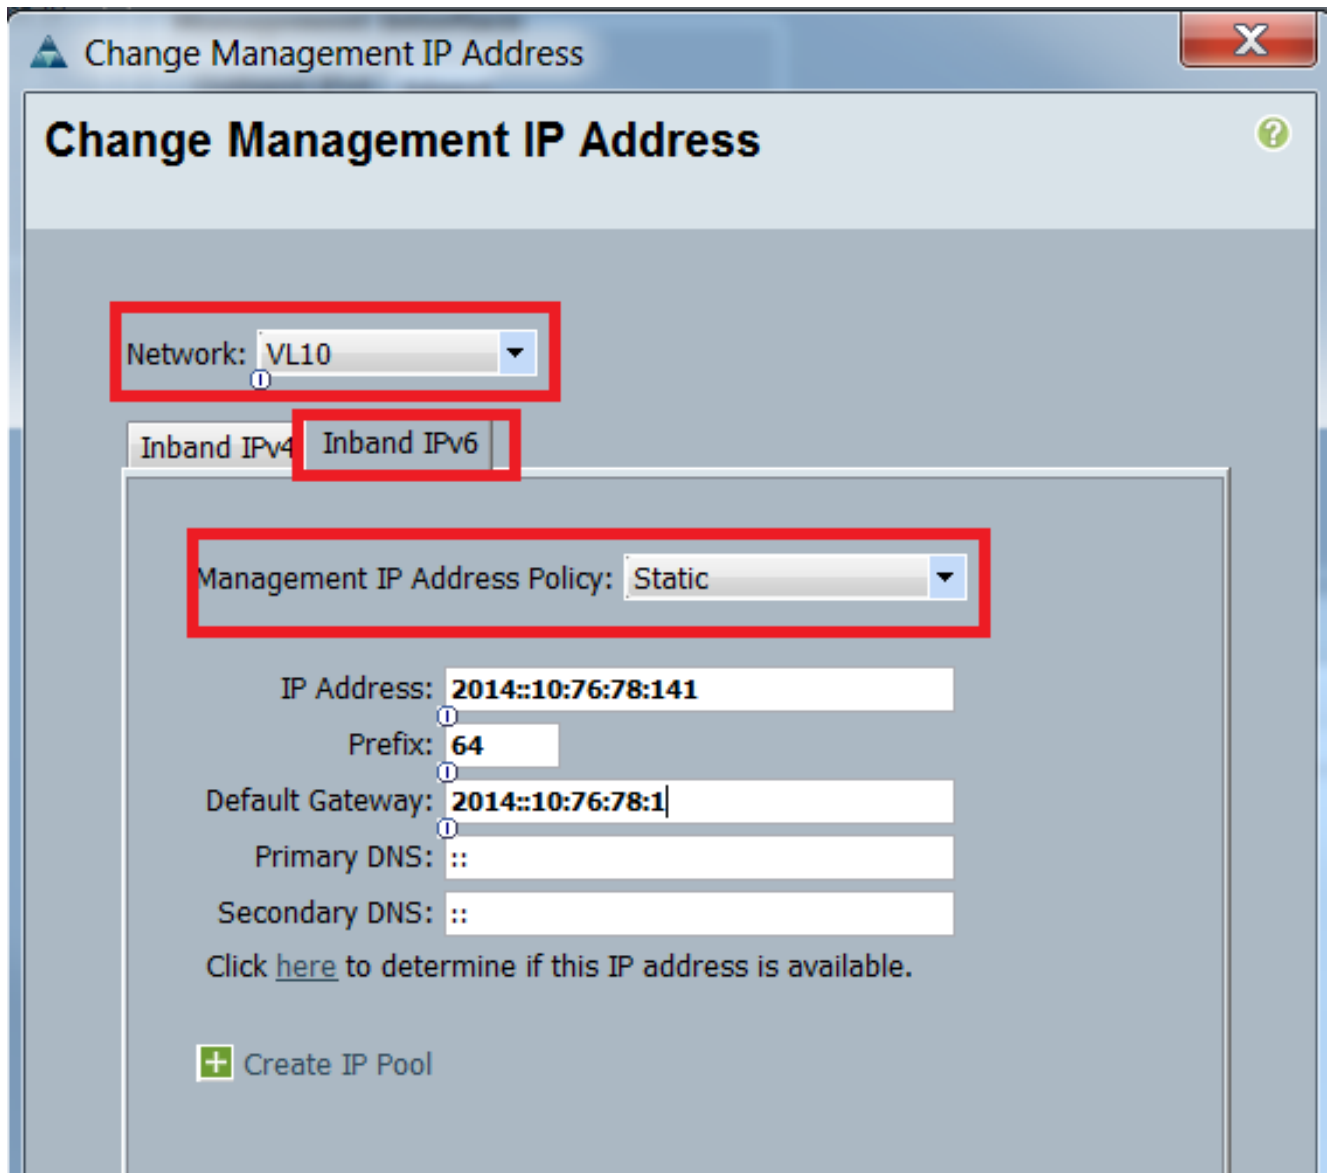 Change Management IP Address
Change Management IP Address
Network: VL10
Inband IPv4 Inband IPv6
Management IP Address Policy: Static
IP Address: 2014::10:76:78:141
Prefix: 64
Default Gateway: 2014::10:76:78:1
Primary DNS: ::
Secondary DNS: ::
Click here to determine if this IP address is available.
Create IP Pool